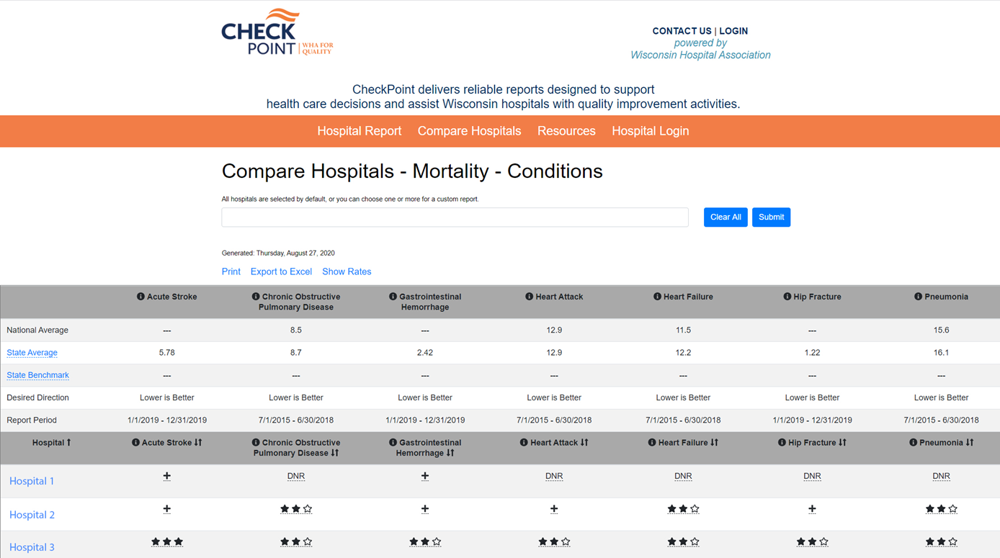 CHECK
POINT | WHA FOR QUALITY
CONTACT US | LOGIN
powered by
Wisconsin Hospital Association
CheckPoint delivers reliable reports designed to support
health care decisions and assist Wisconsin hospitals with quality improvement activities.
Hospital Report Compare Hospitals Resources Hospital Login
Compare Hospitals - Mortality - Conditions
All hospitals are selected by default, or you can choose one or more for a custom report.
Clear All Submit
Generated: Thursday, August 27, 2020
Print Export to Excel Show Rates
Acute Stroke Chronic Obstructive Pulmonary Disease Gastrointestinal Hemorrhage Heart Attack Heart Failure Hip Fracture Pneumonia
National Average --- 8.5 --- 12.9 11.5 --- 15.6
State Average 5.78 8.7 2.42 12.9 12.2 1.22 16.1
State Benchmark --- --- --- --- --- --- ---
Desired Direction Lower is Better Lower is Better Lower is Better Lower is Better Lower is Better Lower is Better Lower is Better
Report Period 1/1/2019 - 12/31/2019 7/1/2015 - 6/30/2018 1/1/2019 - 12/31/2019 7/1/2015 - 6/30/2018 7/1/2015 - 6/30/2018 1/1/2019 - 12/31/2019 7/1/2015 - 6/30/2018
Hospital Acute Stroke Chronic Obstructive Pulmonary Disease Gastrointestinal Hemorrhage Heart Attack Heart Failure Hip Fracture Pneumonia
Hospital 1 + DNR + DNR DNR DNR DNR
Hospital 2 + ★★☆ + + ★★☆ + ★★☆
Hospital 3 ★★★ ★★☆ ★★☆ ★★☆ ★★☆ ★★☆ ★★☆